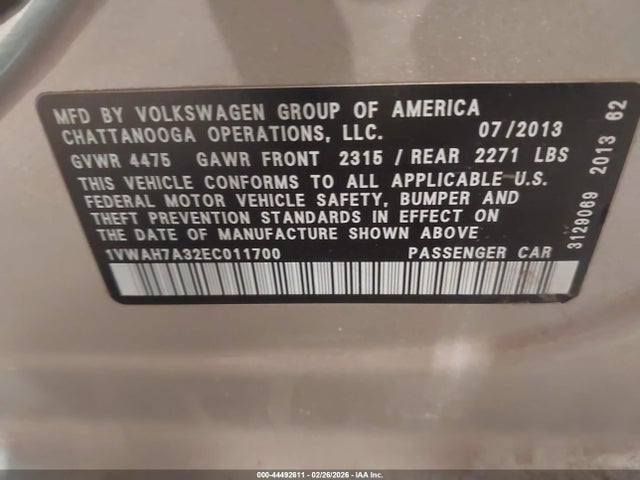 MFD BY VOLKSWAGEN GROUP OF AMERICA
CHATTANOOGA OPERATIONS, LLC. 07/2013
GVWR 4475 GAWR FRONT 2315 / REAR 2271 LBS
THIS VEHICLE CONFORMS TO ALL APPLICABLE U.S.
FEDERAL MOTOR VEHICLE SAFETY, BUMPER AND
THEFT PREVENTION STANDARDS IN EFFECT ON
THE DATE OF MANUFACTURE SHOWN ABOVE
1VWAH7A32EC011700 PASSENGER CAR
3129069 2013 62
000-44492611 - 02/26/2026 - IAA Inc.